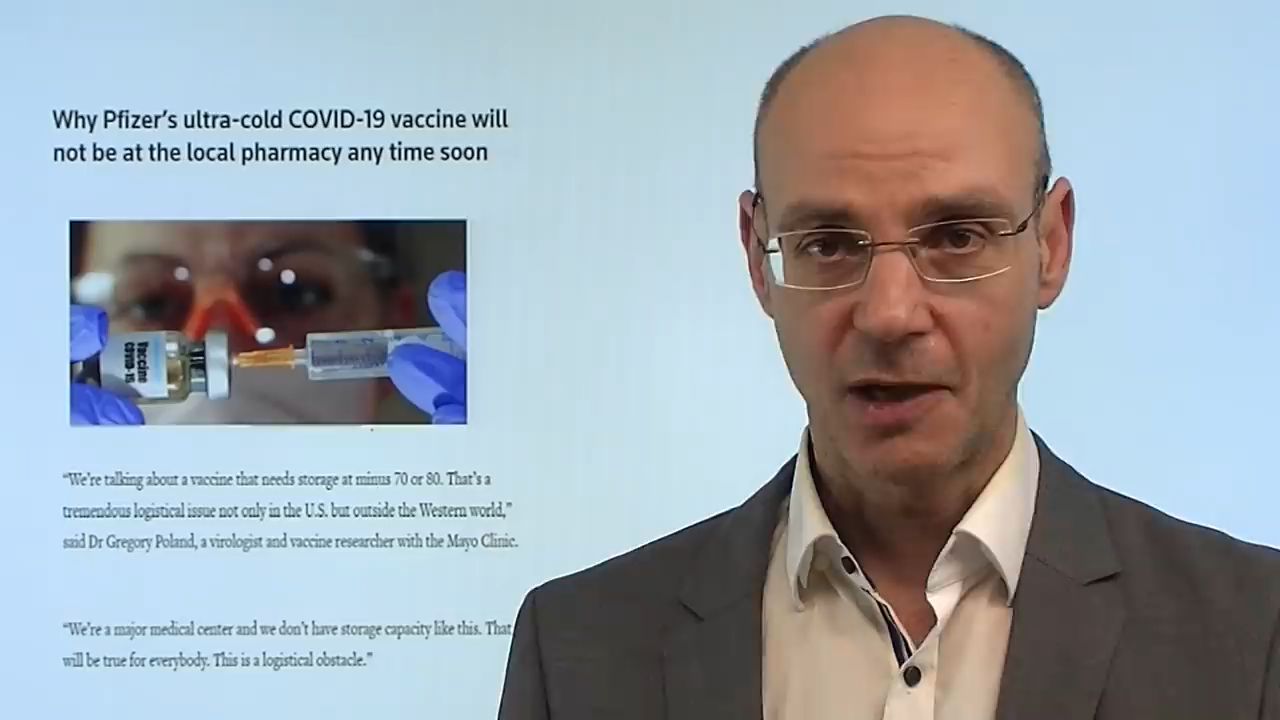 Why Pfizer's ultra-cold COVID-19 vaccine will
not be at the local pharmacy any time soon
Vaccine
COVID-19
“We're talking about a vaccine that needs storage at minus 70 or 80. That's a
tremendous logistical issue not only in the U.S. but outside the Western world,”
said Dr Gregory Poland, a virologist and vaccine researcher with the Mayo Clinic.
“We're a major medical center and we don't have storage capacity like this. That
will be true for everybody. This is a logistical obstacle.”